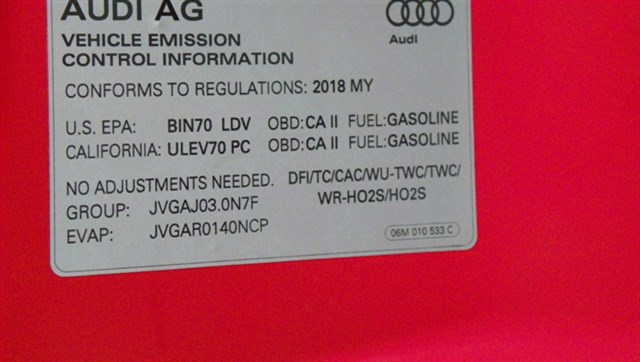 AUDI AG
Audi
VEHICLE EMISSION
CONTROL INFORMATION
CONFORMS TO REGULATIONS: 2018 MY
U.S. EPA: BIN70 LDV OBD:CA II FUEL:GASOLINE
CALIFORNIA: ULEV70 PC OBD:CA II FUEL:GASOLINE
NO ADJUSTMENTS NEEDED. DFI/TC/CAC/WU-TWC/TWC/
GROUP: JVGAJ03.0N7F WR-HO2S/HO2S
EVAP: JVGAR0140NCP
06M 010 533 C